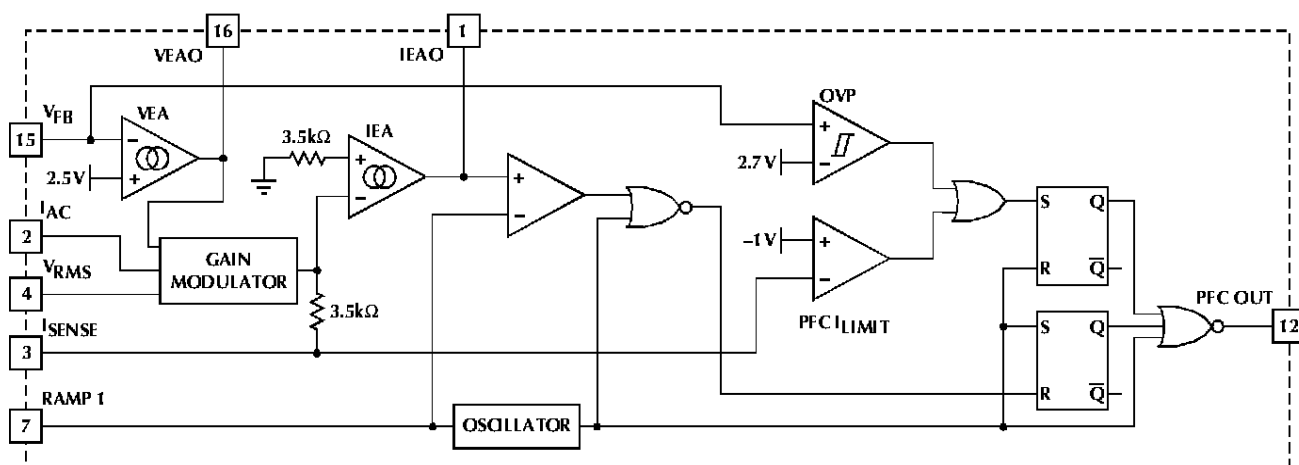 16
1
VEAO
IEAO
VFB
VEA
OVP
15
3.5kΩ
IEA
−
+
+
2.5V
+
2.7V
−
−
+
−
IAC
2
S
Q
GAIN
MODULATOR
–1V
+
−
VRMS
4
R
Q
3.5kΩ
PFC ILIMIT
PFC OUT
12
ISENSE
3
S
Q
RAMP 1
R
Q
7
OSCILLATOR